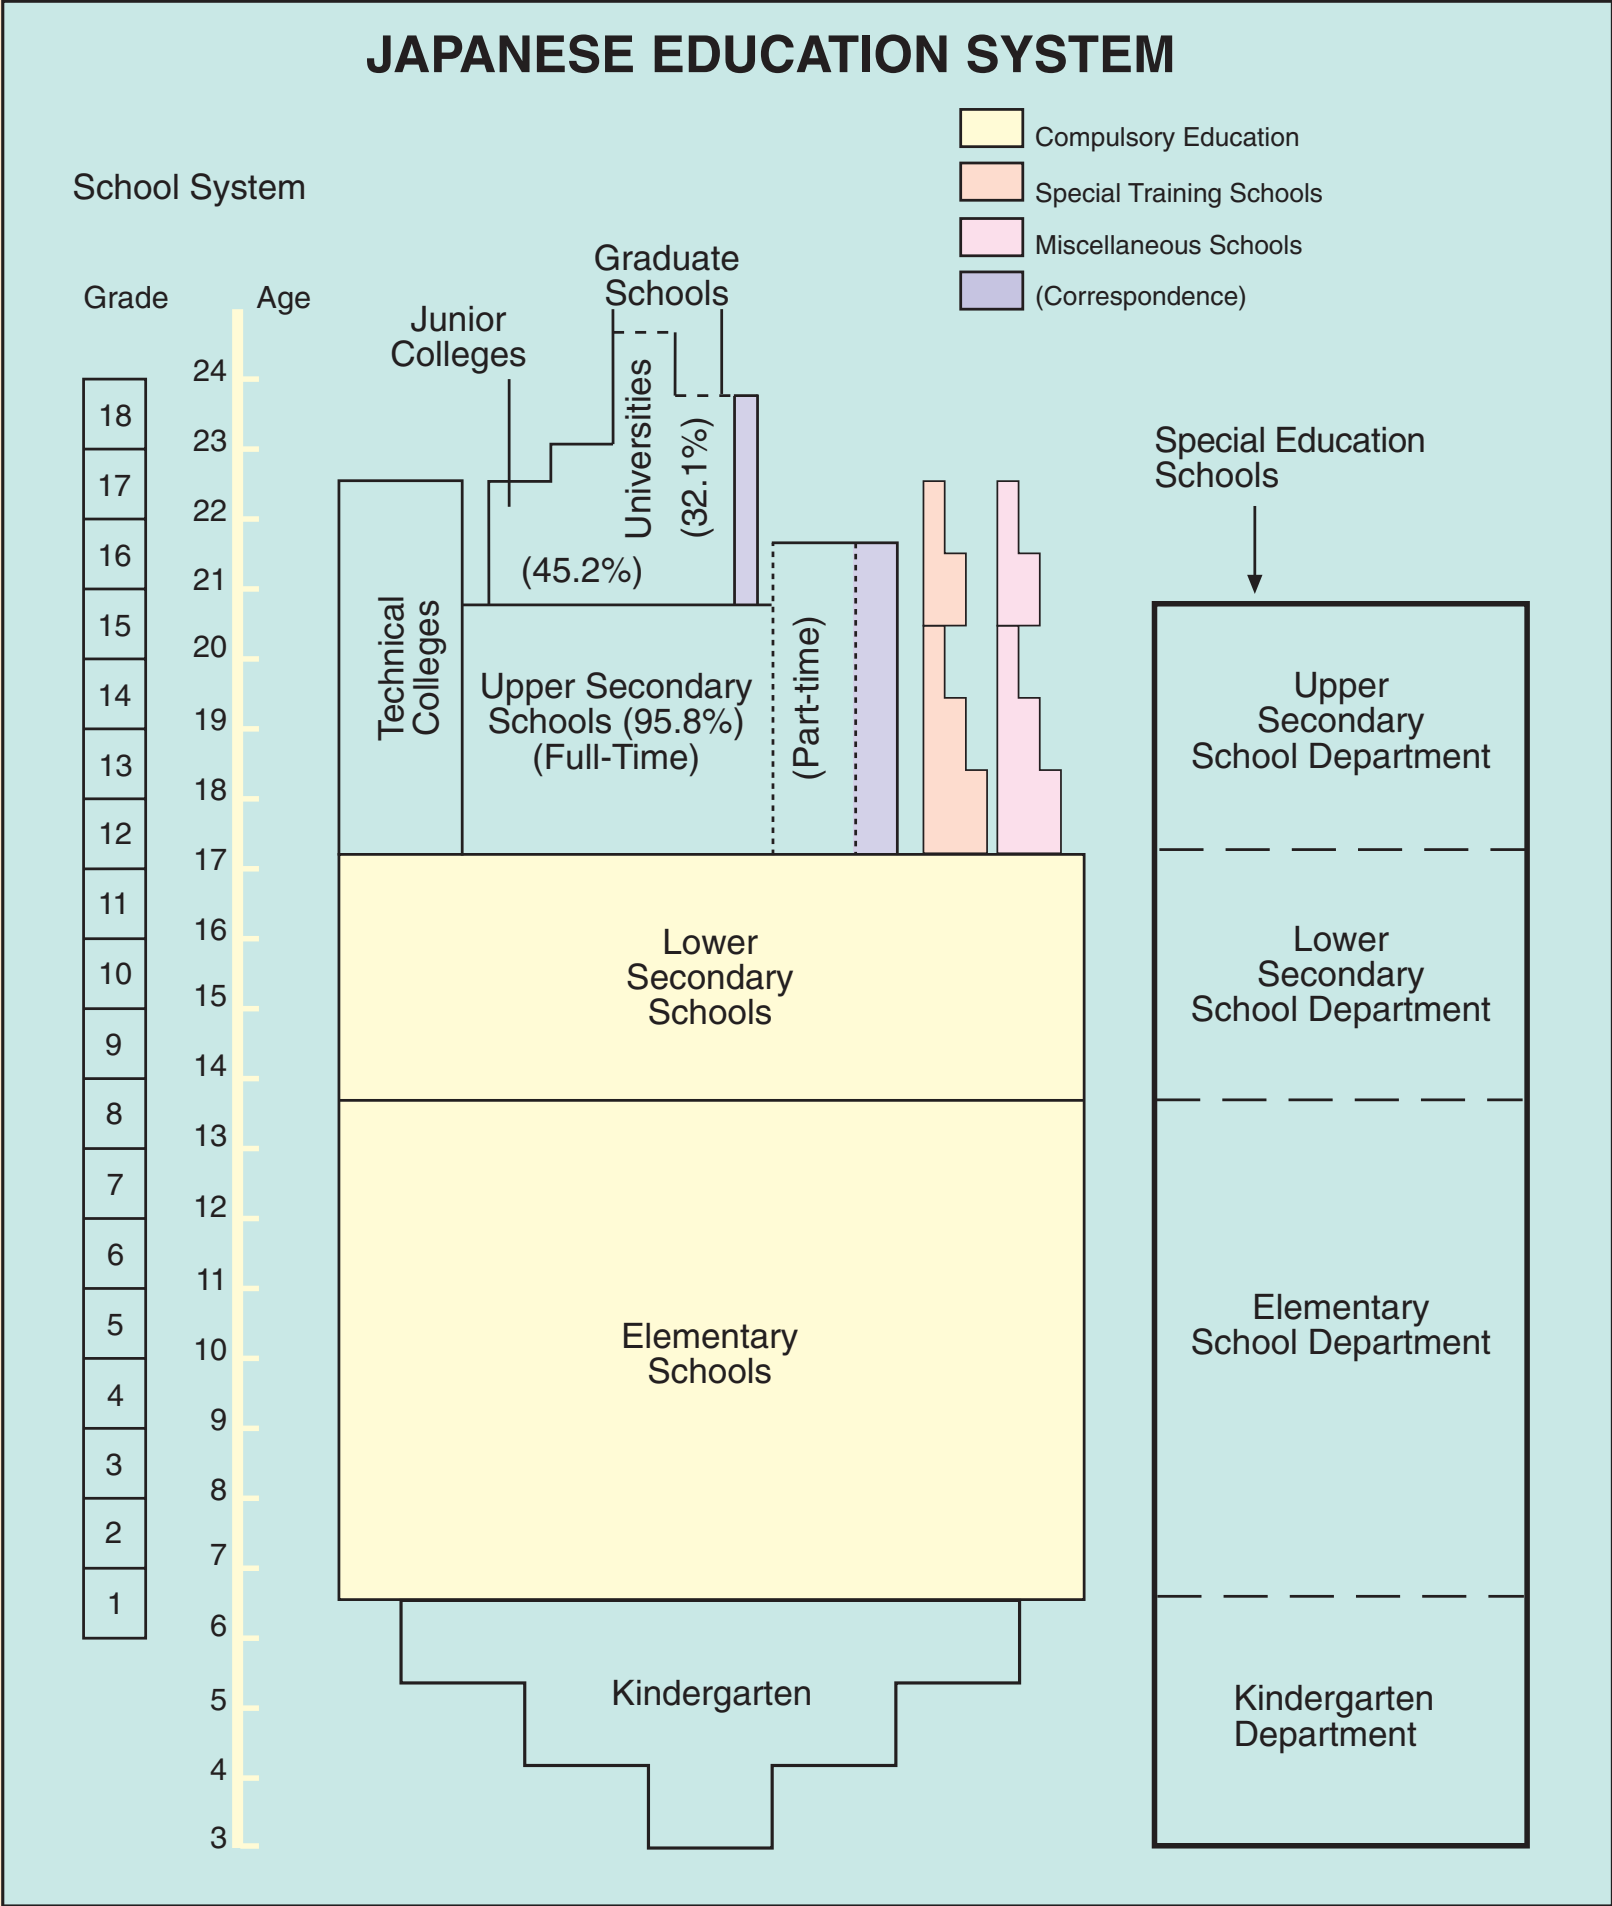 JAPANESE EDUCATION SYSTEM
Compulsory Education
Special Training Schools
Miscellaneous Schools
(Correspondence)
School System
Grade
Age
18
17
16
15
14
13
12
11
10
9
8
7
6
5
4
3
2
1
24
23
22
21
20
19
18
17
16
15
14
13
12
11
10
9
8
7
6
5
4
3
Graduate
Schools
Junior
Colleges
Universities
(32.1%)
(45.2%)
Technical
Colleges
Upper Secondary
Schools (95.8%)
(Full-Time)
(Part-time)
Lower
Secondary
Schools
Elementary
Schools
Kindergarten
Special Education
Schools
Upper
Secondary
School Department
Lower
Secondary
School Department
Elementary
School Department
Kindergarten
Department